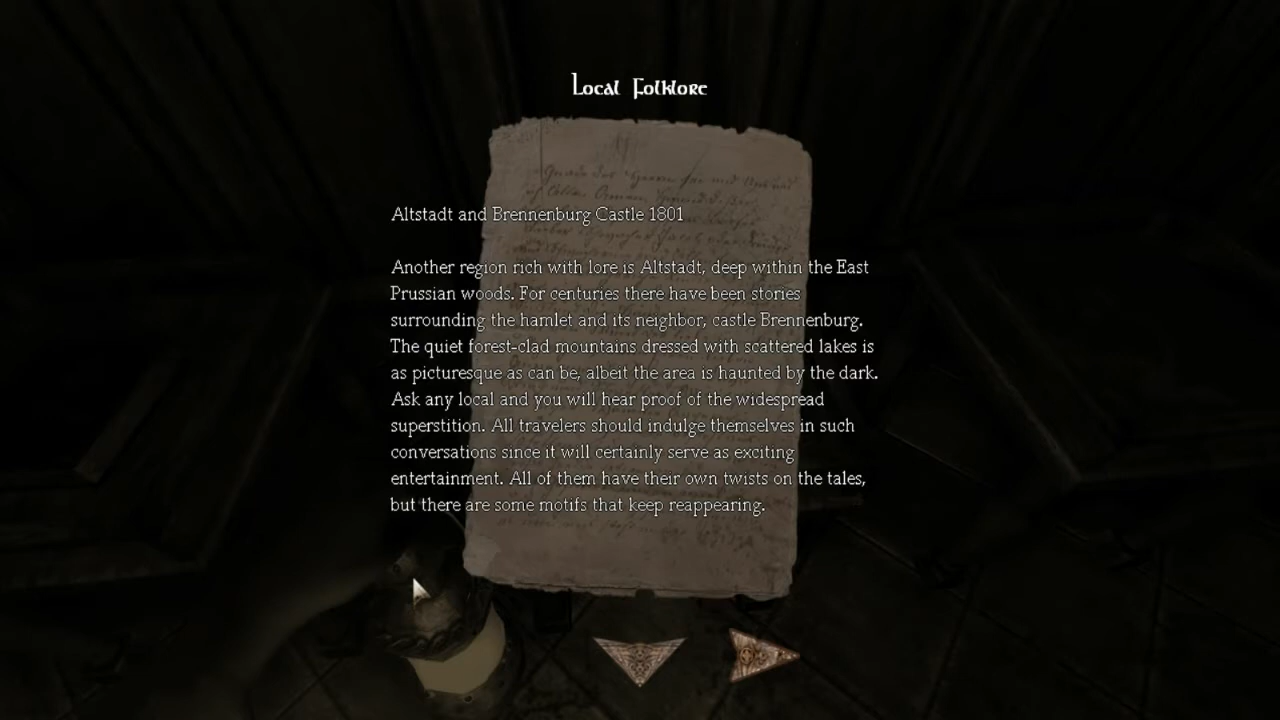 Local Folklore
Altstadt and Brennenburg Castle 1801
Another region rich with lore is Altstadt, deep within the East
Prussian woods. For centuries there have been stories
surrounding the hamlet and its neighbor, castle Brennenburg.
The quiet forest-clad mountains dressed with scattered lakes is
as picturesque as can be, albeit the area is haunted by the dark.
Ask any local and you will hear proof of the widespread
superstition. All travelers should indulge themselves in such
conversations since it will certainly serve as exciting
entertainment. All of them have their own twists on the tales,
but there are some motifs that keep reappearing.